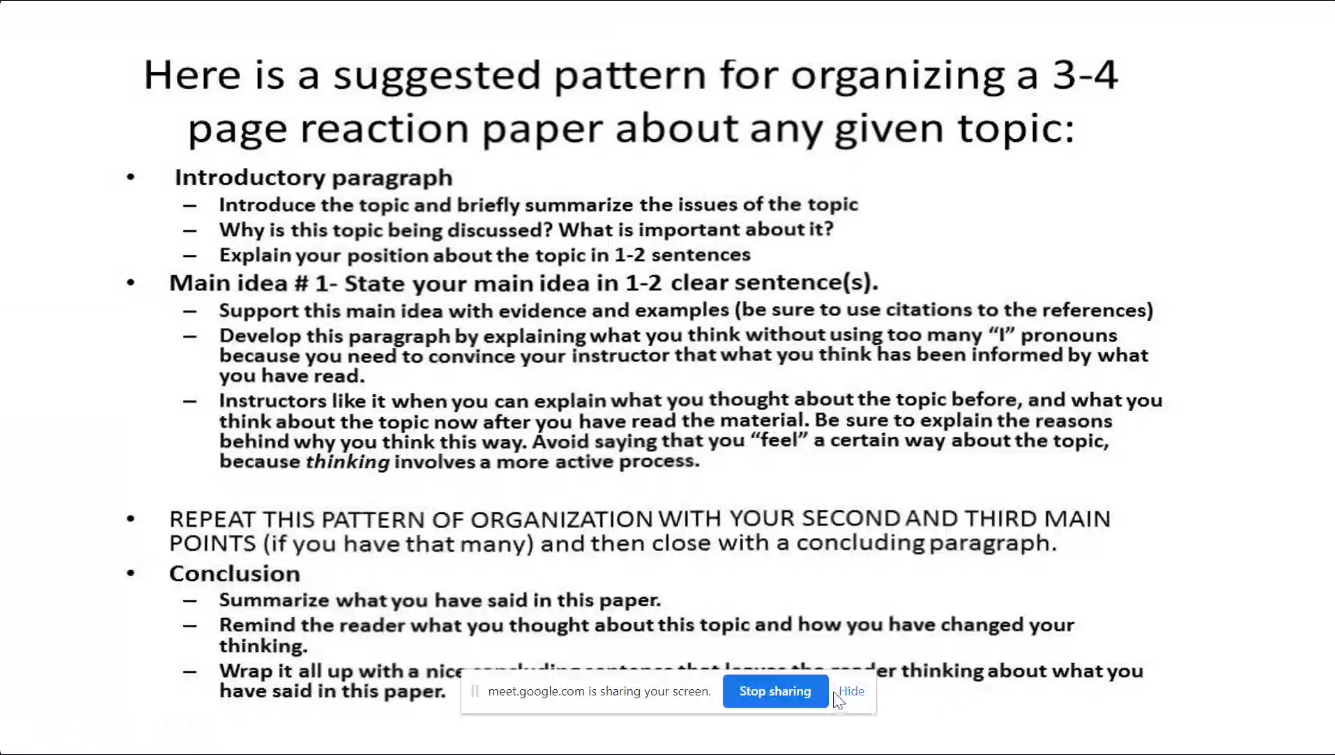 Here is a suggested pattern for organizing a 3-4
page reaction paper about any given topic:
• Introductory paragraph
– Introduce the topic and briefly summarize the issues of the topic
– Why is this topic being discussed? What is important about it?
– Explain your position about the topic in 1-2 sentences
• Main idea # 1- State your main idea in 1-2 clear sentence(s).
– Support this main idea with evidence and examples (be sure to use citations to the references)
– Develop this paragraph by explaining what you think without using too many “I” pronouns
because you need to convince your instructor that what you think has been informed by what
you have read.
– Instructors like it when you can explain what you thought about the topic before, and what you
think about the topic now after you have read the material. Be sure to explain the reasons
behind why you think this way. Avoid saying that you “feel” a certain way about the topic,
because thinking involves a more active process.
• REPEAT THIS PATTERN OF ORGANIZATION WITH YOUR SECOND AND THIRD MAIN
POINTS (if you have that many) and then close with a concluding paragraph.
• Conclusion
– Summarize what you have said in this paper.
– Remind the reader what you thought about this topic and how you have changed your
thinking.
– Wrap it all up with a nice concluding sentence that leaves the reader thinking about what you
have said in this paper.
meet.google.com is sharing your screen.
Stop sharing
Hide